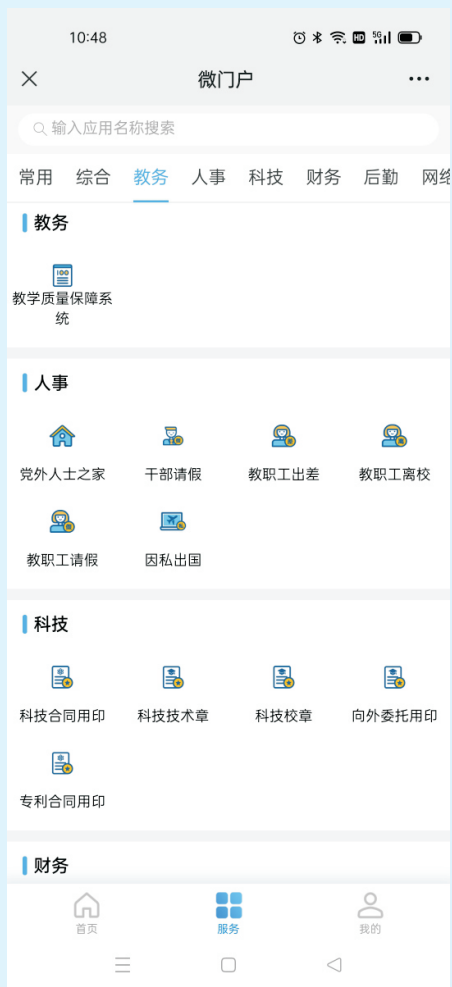 10:48
HD 5G
微门户
输入应用名称搜索
常用 综合 教务 人事 科技 财务 后勤 网络
教务
100
教学质量保障系
统
人事
党外人士之家 干部请假 教职工出差 教职工离校
教职工请假 因私出国
科技
科技合同用印 科技技术章 科技校章 向外委托用印
专利合同用印
财务
首页 服务 我的